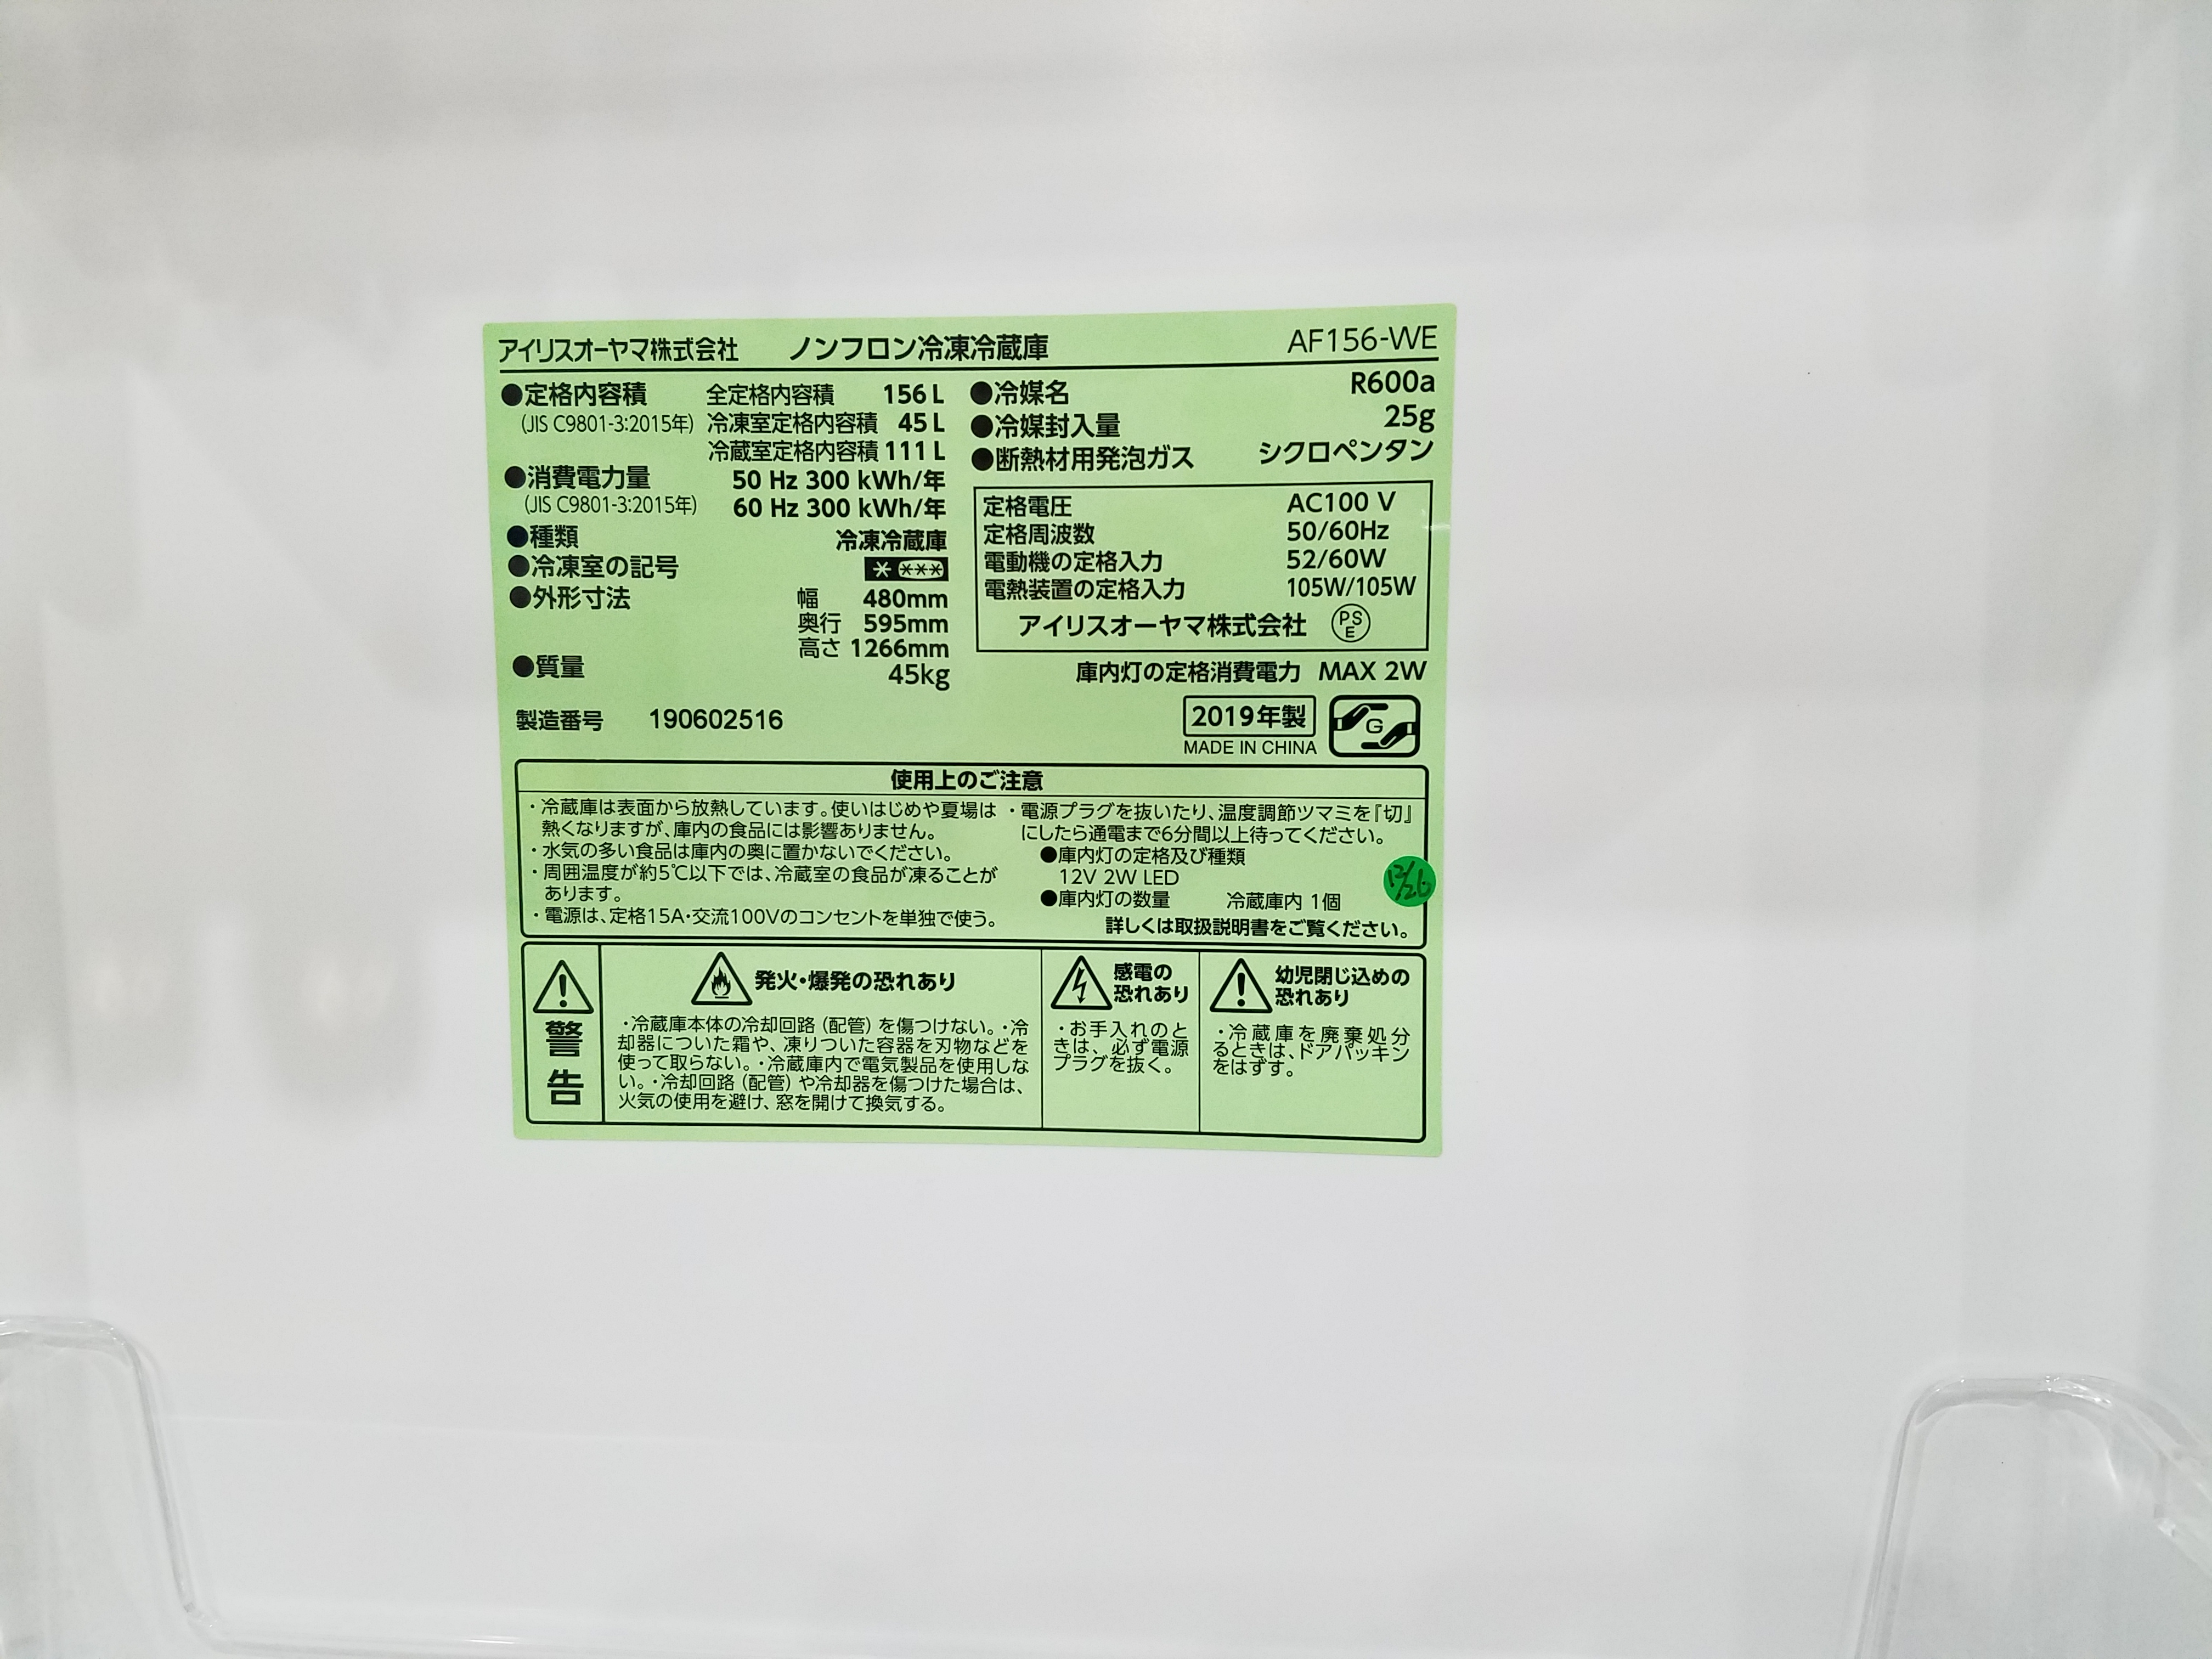 アイリスオーヤマ株式会社 ノンフロン冷凍冷蔵庫 AF156-WE
●定格内容積 全定格内容積 156 L
(JIS C9801-3:2015年) 冷凍室定格内容積 45 L
冷蔵室定格内容積 111 L
●消費電力量 50 Hz 300 kWh/年
(JIS C9801-3:2015年) 60 Hz 300 kWh/年
●種類 冷凍冷蔵庫
●冷凍室の記号 * ***
●外形寸法 幅 480mm
奥行 595mm
高さ 1266mm
●質量 45kg
製造番号 190602516
●冷媒名 R600a
●冷媒封入量 25g
●断熱材用発泡ガス シクロペンタン
定格電圧 AC100 V
定格周波数 50/60Hz
電動機の定格入力 52/60W
電熱装置の定格入力 105W/105W
アイリスオーヤマ株式会社 PSE
庫内灯の定格消費電力 MAX 2W
2019年製
MADE IN CHINA
G
使用上のご注意
・冷蔵庫は表面から放熱しています。使いはじめや夏場は
熱くなりますが、庫内の食品には影響ありません。
・水気の多い食品は庫内の奥に置かないでください。
・周囲温度が約5℃以下では、冷蔵室の食品が凍ることが
あります。
・電源は、定格15A・交流100Vのコンセントを単独で使う。
・電源プラグを抜いたり、温度調節ツマミを『切』
にしたら通電まで6分間以上待ってください。
●庫内灯の定格及び種類
12V 2W LED
●庫内灯の数量 冷蔵庫内 1個
詳しくは取扱説明書をご覧ください。
12/26
警告
発火・爆発の恐れあり
・冷蔵庫本体の冷却回路（配管）を傷つけない。・冷
却器についた霜や、凍りついた容器を刃物などを
使って取らない。・冷蔵庫内で電気製品を使用しな
い。・冷却回路（配管）や冷却器を傷つけた場合は、
火気の使用を避け、窓を開けて換気する。
感電の
恐れあり
・お手入れのと
きは、必ず電源
プラグを抜く。
幼児閉じ込めの
恐れあり
・冷蔵庫を廃棄処分
るときは、ドアパッキン
をはずす。